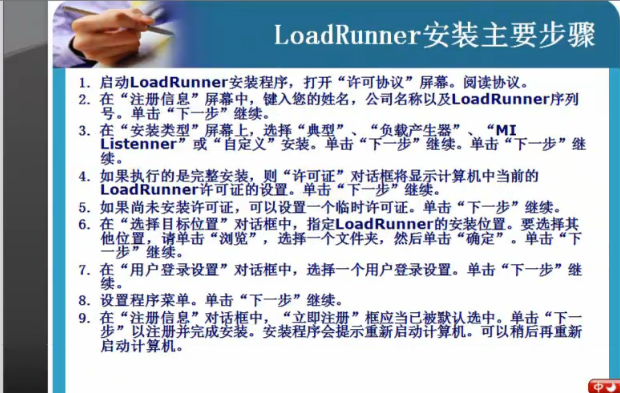 LoadRunner安装主要步骤
1. 启动LoadRunner安装程序，打开“许可协议”屏幕。阅读协议。
2. 在“注册信息”屏幕中，键入您的姓名，公司名称以及LoadRunner序列
号。单击“下一步”继续。
3. 在“安装类型”屏幕上，选择“典型”、“负载产生器”、“MI
Listenner”或“自定义”安装。单击“下一步”继续。单击“下一步”继
续。
4. 如果执行的是完整安装，则“许可证”对话框将显示计算机中当前的
LoadRunner许可证的设置。单击“下一步”继续。
5. 如果尚未安装许可证，可以设置一个临时许可证。单击“下一步”继续。
6. 在“选择目标位置”对话框中，指定LoadRunner的安装位置。要选择其
他位置，请单击“浏览”，选择一个文件夹，然后单击“确定”。单击“下
一步”继续。
7. 在“用户登录设置”对话框中，选择一个用户登录设置。单击“下一步”继
续。
8. 设置程序菜单。单击“下一步”继续。
9. 在“注册信息”对话框中，“立即注册”框应当已被默认选中。单击“下一
步”以注册并完成安装。安装程序会提示重新启动计算机。可以稍后再重新
启动计算机。
中